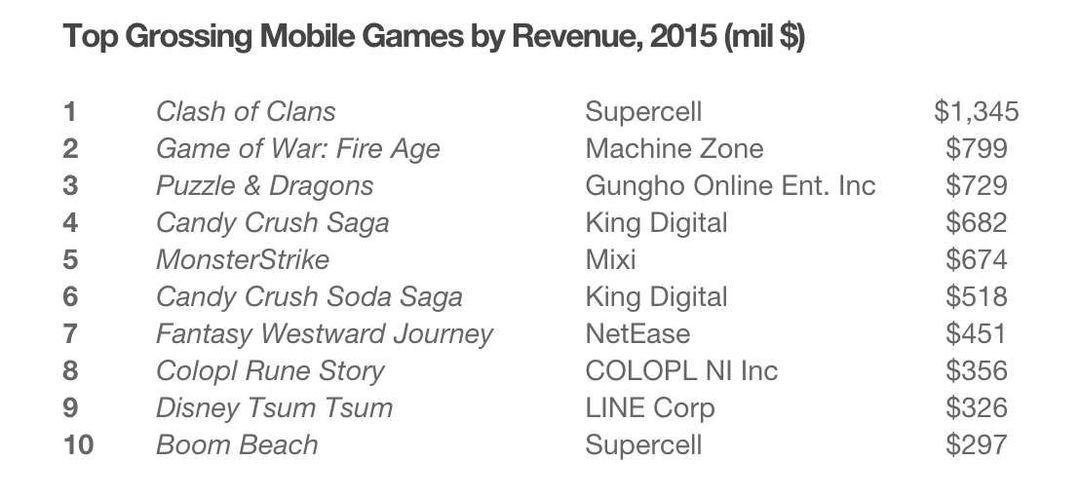 Top Grossing Mobile Games by Revenue, 2015 (mil $)
1 Clash of Clans Supercell $1,345
2 Game of War: Fire Age Machine Zone $799
3 Puzzle & Dragons Gungho Online Ent. Inc $729
4 Candy Crush Saga King Digital $682
5 MonsterStrike Mixi $674
6 Candy Crush Soda Saga King Digital $518
7 Fantasy Westward Journey NetEase $451
8 Colopl Rune Story COLOPL NI Inc $356
9 Disney Tsum Tsum LINE Corp $326
10 Boom Beach Supercell $297